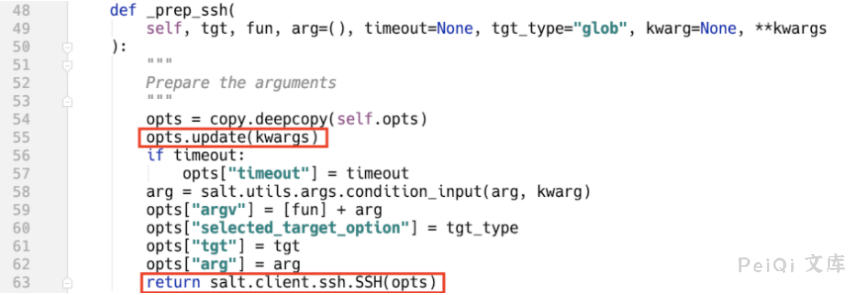 48 def _prep_ssh(
49 self, tgt, fun, arg=(), timeout=None, tgt_type="glob", kwarg=None, **kwargs
50 ):
51 """
52 Prepare the arguments
53 """
54 opts = copy.deepcopy(self.opts)
55 opts.update(kwargs)
56 if timeout:
57 opts["timeout"] = timeout
58 arg = salt.utils.args.condition_input(arg, kwarg)
59 opts["argv"] = [fun] + arg
60 opts["selected_target_option"] = tgt_type
61 opts["tgt"] = tgt
62 opts["arg"] = arg
63 return salt.client.ssh.SSH(opts)
PeiQi 文库